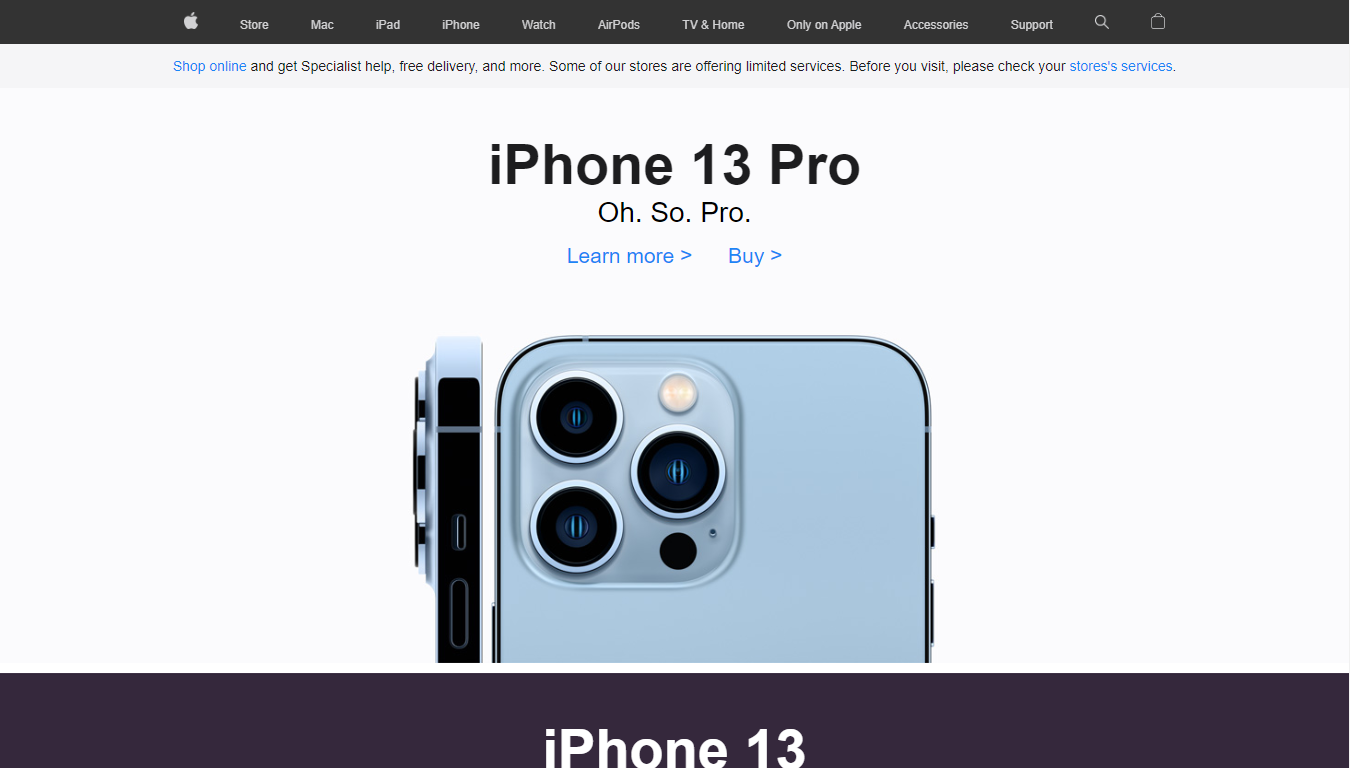 Store Mac iPad iPhone Watch AirPods TV & Home Only on Apple Accessories Support
Shop online and get Specialist help, free delivery, and more. Some of our stores are offering limited services. Before you visit, please check your stores's services.
iPhone 13 Pro
Oh. So. Pro.
Learn more > Buy >
iPhone 13